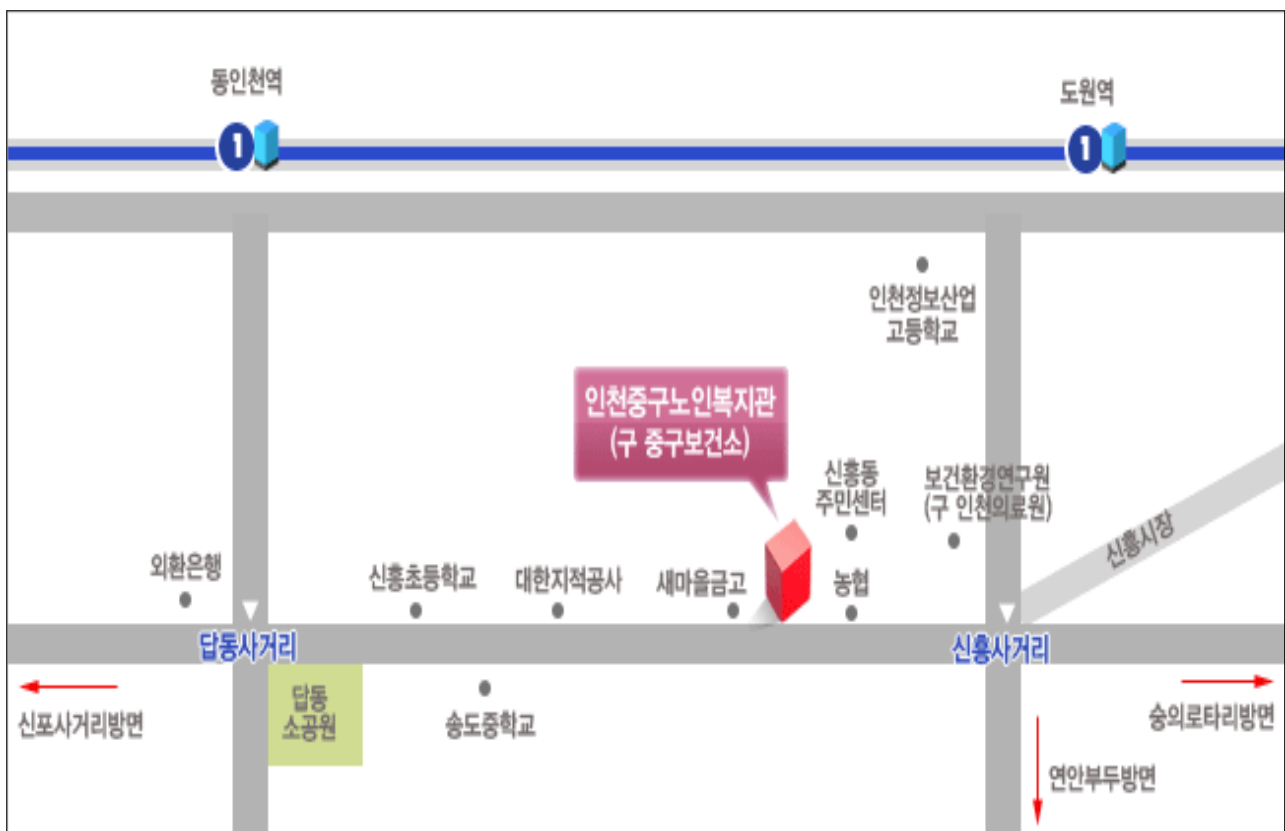 동인천역
도원역
1
1
인천정보산업
고등학교
인천중구노인복지관
(구 중구보건소)
신흥동
주민센터
보건환경연구원
(구 인천의료원)
신흥시장
외환은행
신흥초등학교
대한지적공사
새마을금고
농협
답동사거리
신흥사거리
신포사거리방면
답동
소공원
송도중학교
숭의로타리방면
연안부두방면